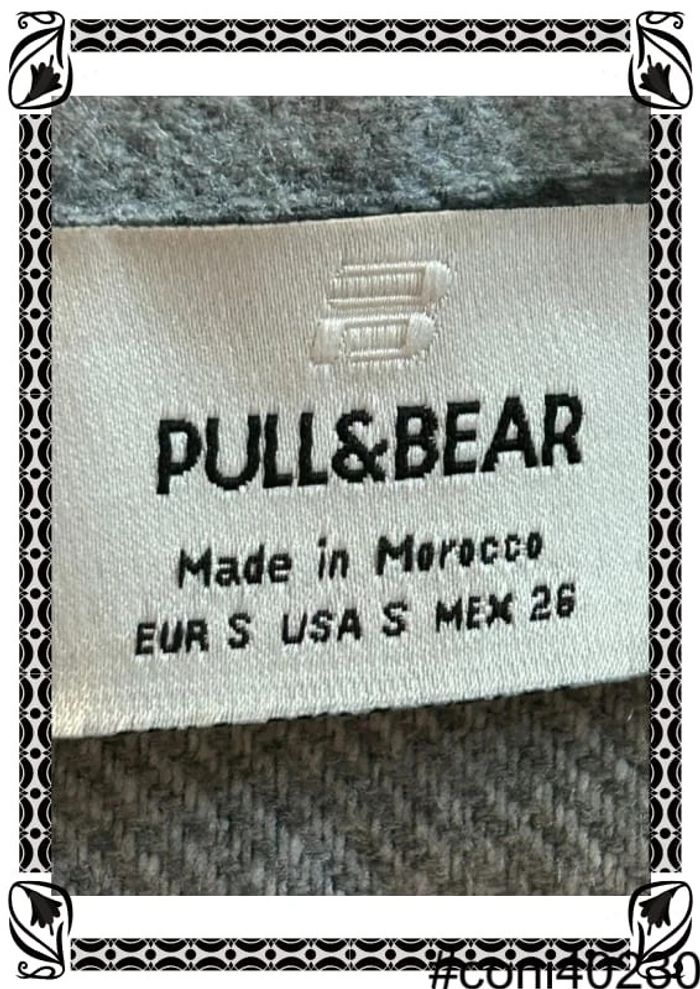 PULL&BEAR
Made in Morocco
EUR S USA S MEX 26
#coni40230